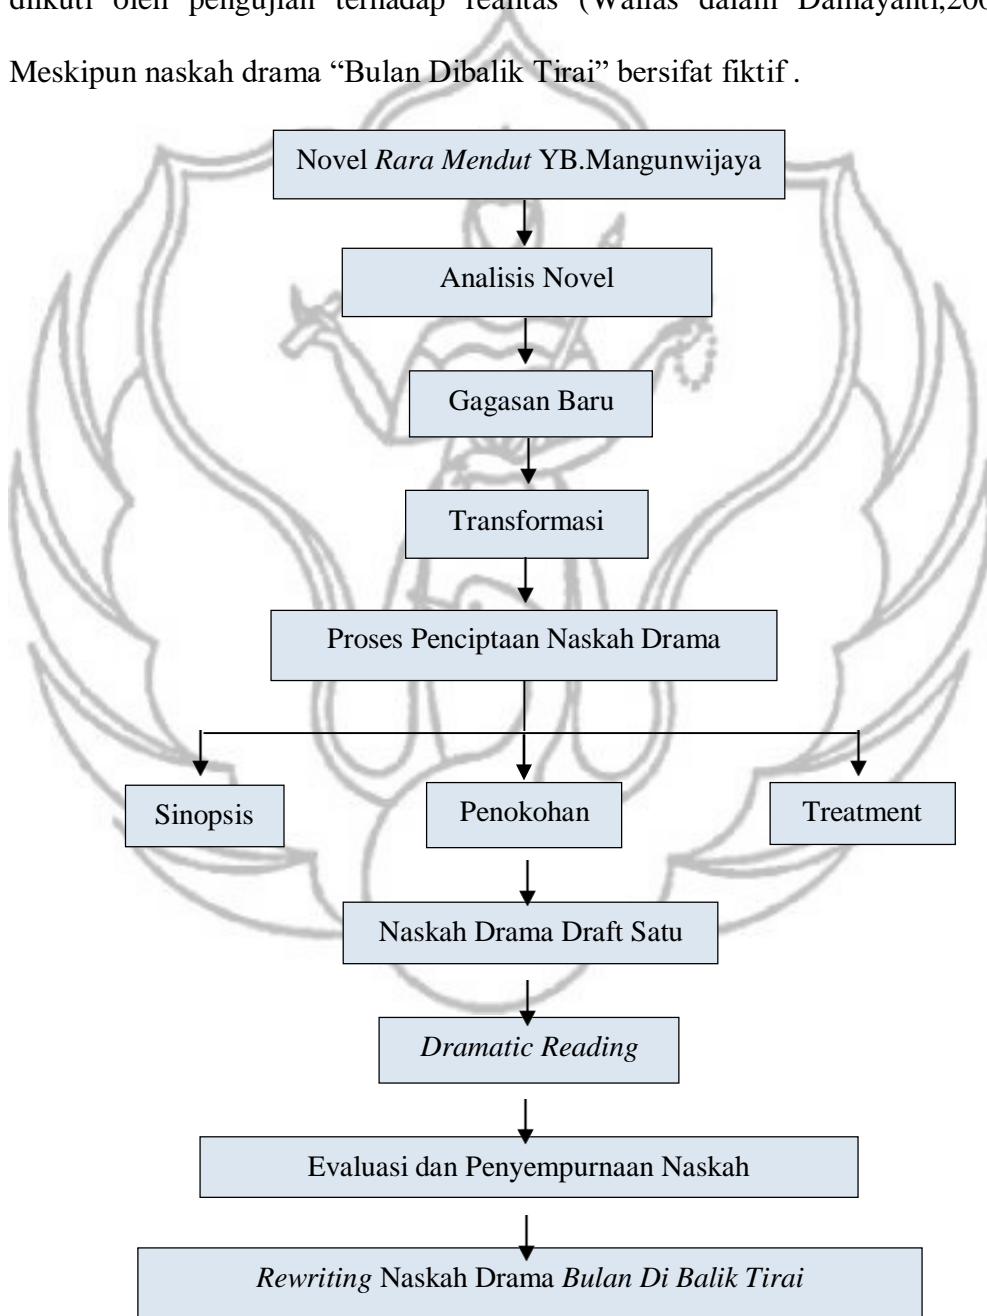 diikuti oleh pengujian terhadap realitas (Wallas dalam Damayanti,200
Meskipun naskah drama “Bulan Dibalik Tirai” bersifat fiktif .
Novel Rara Mendut YB.Mangunwijaya
Analisis Novel
Gagasan Baru
Transformasi
Proses Penciptaan Naskah Drama
Sinopsis
Penokohan
Treatment
Naskah Drama Draft Satu
Dramatic Reading
Evaluasi dan Penyempurnaan Naskah
Rewriting Naskah Drama Bulan Di Balik Tirai